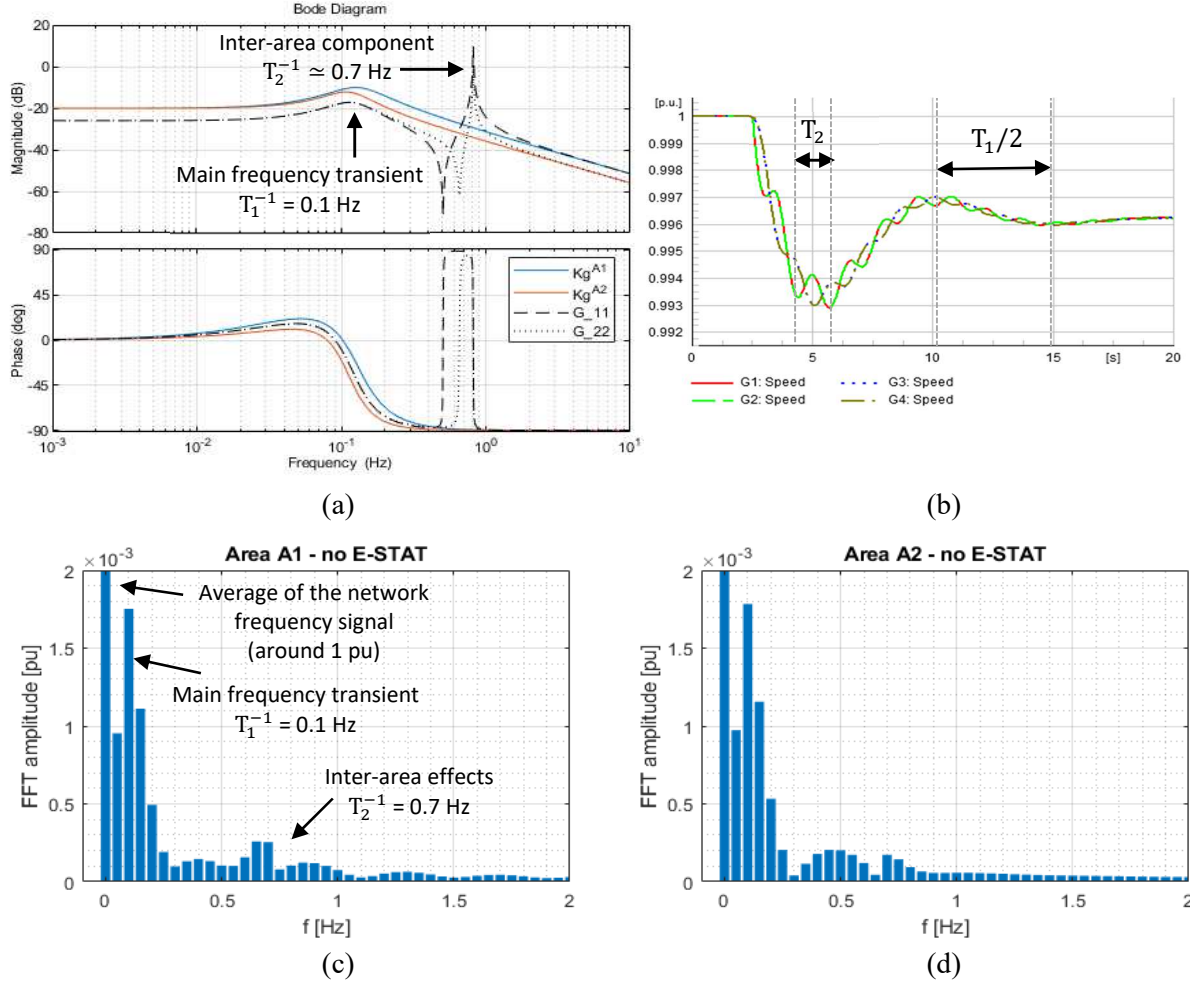 Bode Diagram
Magnitude (dB)
20
0
-20
-40
-60
-80
Inter-area component
T₂⁻¹ ≃ 0.7 Hz
Main frequency transient
T₁⁻¹ = 0.1 Hz
Phase (deg)
90
45
0
-45
-90
Kg^A1
Kg^A2
G_11
G_22
10⁻³ 10⁻² 10⁻¹ 10⁰ 10¹
Frequency (Hz)
(a)
[p.u.]
1
0.999
0.998
0.997
0.996
0.994
0.993
0.992
T₂
T₁/2
0 5 10 15 [s] 20
G1: Speed G3: Speed
G2: Speed G4: Speed
(b)
Area A1 - no E-STAT
× 10⁻³
FFT amplitude [pu]
2
1.5
1
0.5
0
Average of the network
frequency signal
(around 1 pu)
Main frequency transient
T₁⁻¹ = 0.1 Hz
Inter-area effects
T₂⁻¹ = 0.7 Hz
0 0.5 1 1.5 2
f [Hz]
(c)
Area A2 - no E-STAT
× 10⁻³
FFT amplitude [pu]
2
1.5
1
0.5
0
0 0.5 1 1.5 2
f [Hz]
(d)